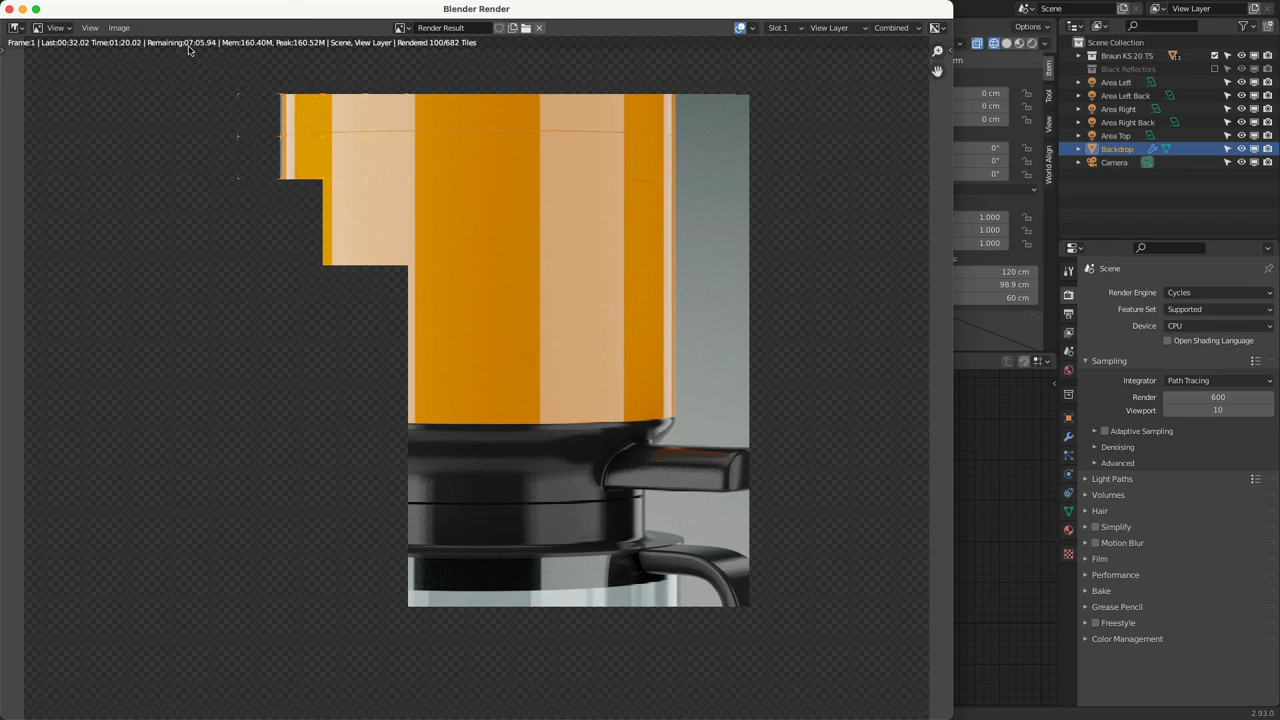 Blender Render
View
View
Image
Render Result
Slot 1
View Layer
Combined
Frame:1 | Last:00:32.02 Time:01:20.02 | Remaining:07:05.94 | Mem:160.40M, Peak:160.52M | Scene, View Layer | Rendered 100/682 Tiles
Scene
View Layer
Options
Item
Tool
View
World Align
0 cm
0 cm
0 cm
0°
0°
0°
1.000
1.000
1.000
120 cm
98.9 cm
60 cm
Scene Collection
Braun KS 20 TS
Black Reflectors
Area Left
Area Left Back
Area Right
Area Right Back
Area Top
Backdrop
Camera
Scene
Render Engine
Cycles
Feature Set
Supported
Device
CPU
Open Shading Language
Sampling
Integrator
Path Tracing
Render
600
Viewport
10
Adaptive Sampling
Denoising
Advanced
Light Paths
Volumes
Hair
Simplify
Motion Blur
Film
Performance
Bake
Grease Pencil
Freestyle
Color Management
2.93.0